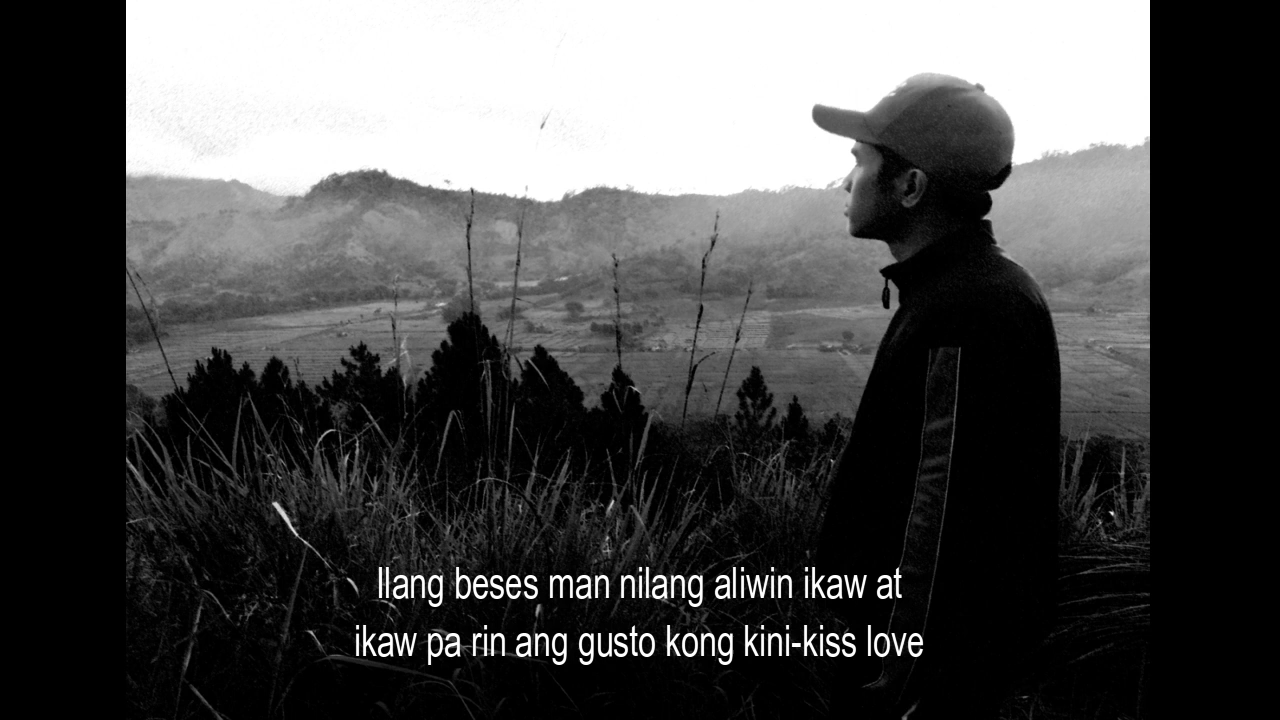 Ilang beses man nilang aliwin ikaw at
ikaw pa rin ang gusto kong kini-kiss love